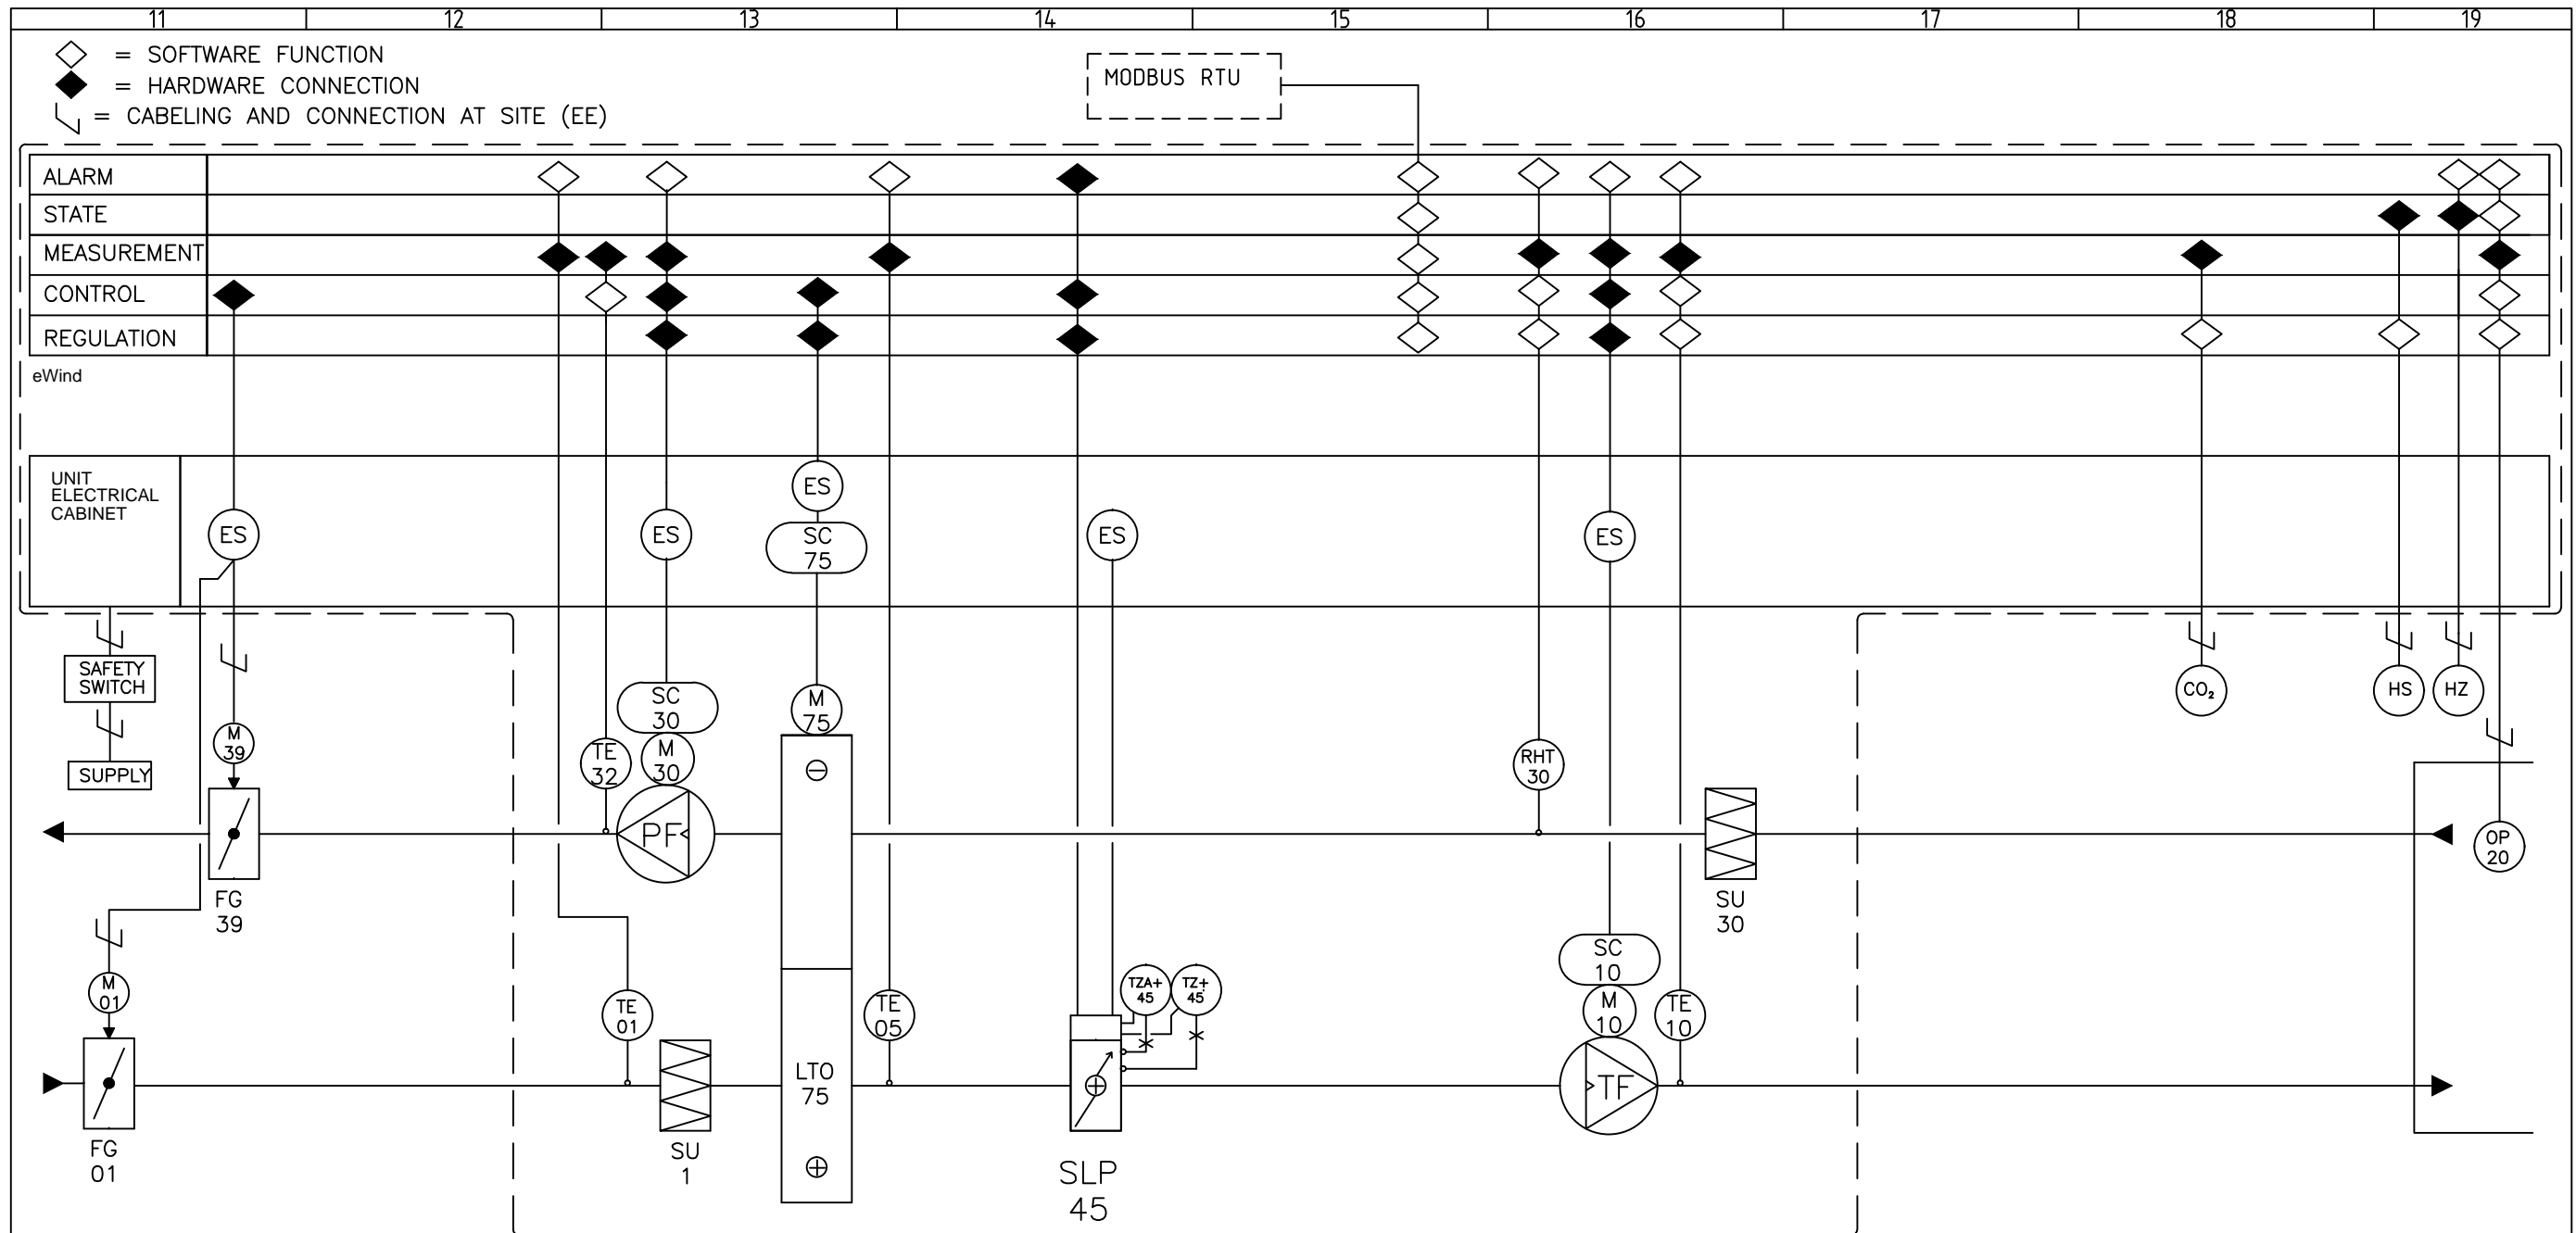 11 12 13 14 15 16 17 18 19
= SOFTWARE FUNCTION
= HARDWARE CONNECTION
= CABELING AND CONNECTION AT SITE (EE)
MODBUS RTU
ALARM
STATE
MEASUREMENT
CONTROL
REGULATION
eWind
UNIT
ELECTRICAL
CABINET
ES
ES
ES
SC
75
ES
ES
SAFETY
SWITCH
SUPPLY
M
39
TE
32
SC
30
M
30
M
75
RHT
30
CO₂
HS
HZ
PF
OP
20
FG
39
SU
30
M
01
TE
01
TE
05
TZA+
45
TZ+
45
SC
10
M
10
TE
10
LTO
75
TF
FG
01
SU
1
SLP
45